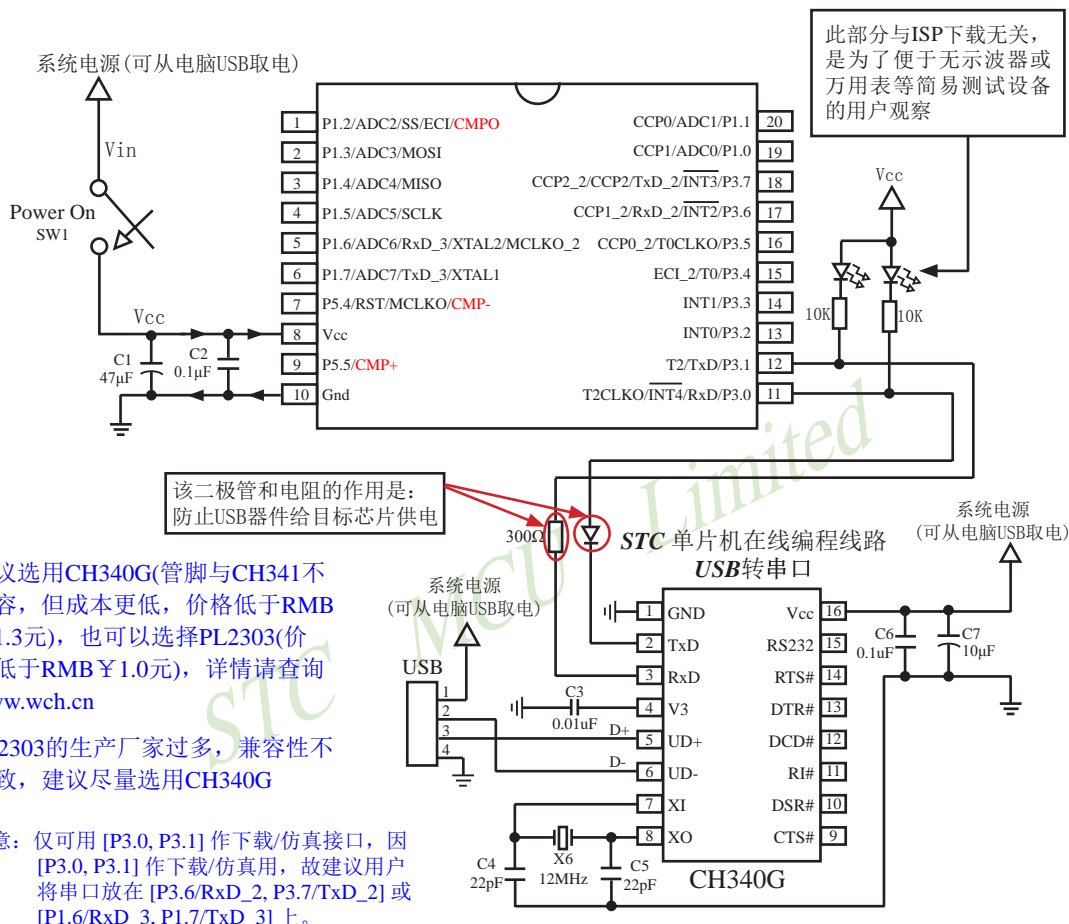 系统电源(可从电脑USB取电)
Vin
Power On
SW1
Vcc
C1
47μF
C2
0.1μF
1 P1.2/ADC2/SS/ECI/CMPO
2 P1.3/ADC3/MOSI
3 P1.4/ADC4/MISO
4 P1.5/ADC5/SCLK
5 P1.6/ADC6/RxD_3/XTAL2/MCLKO_2
6 P1.7/ADC7/TxD_3/XTAL1
7 P5.4/RST/MCLKO/CMP-
8 Vcc
9 P5.5/CMP+
10 Gnd
CCP0/ADC1/P1.1 20
CCP1/ADC0/P1.0 19
CCP2_2/CCP2/TxD_2/INT3/P3.7 18
CCP1_2/RxD_2/INT2/P3.6 17
CCP0_2/T0CLKO/P3.5 16
ECI_2/T0/P3.4 15
INT1/P3.3 14
INT0/P3.2 13
T2/TxD/P3.1 12
T2CLKO/INT4/RxD/P3.0 11
此部分与ISP下载无关，
是为了便于无示波器或
万用表等简易测试设备
的用户观察
Vcc
10K
10K
该二极管和电阻的作用是：
防止USB器件给目标芯片供电
300Ω
STC 单片机在线编程线路
USB转串口
系统电源
(可从电脑USB取电)
系统电源
(可从电脑USB取电)
USB
1
2
3
4
D+
D-
C3
0.01uF
1 GND
2 TxD
3 RxD
4 V3
5 UD+
6 UD-
7 XI
8 XO
Vcc 16
RS232 15
RTS# 14
DTR# 13
DCD# 12
RI# 11
DSR# 10
CTS# 9
CH340G
C6
0.1uF
C7
10μF
C4
22pF
X6
12MHz
C5
22pF
议选用CH340G(管脚与CH341不
容，但成本更低，价格低于RMB
1.3元)，也可以选择PL2303(价
低于RMB￥1.0元)，详情请查询
ww.wch.cn
2303的生产厂家过多，兼容性不
致，建议尽量选用CH340G
意：仅可用 [P3.0, P3.1] 作下载/仿真接口，因
[P3.0, P3.1] 作下载/仿真用，故建议用户
将串口放在 [P3.6/RxD_2, P3.7/TxD_2] 或
[P1.6/RxD_3, P1.7/TxD_3] 上。
STC MCU Limited